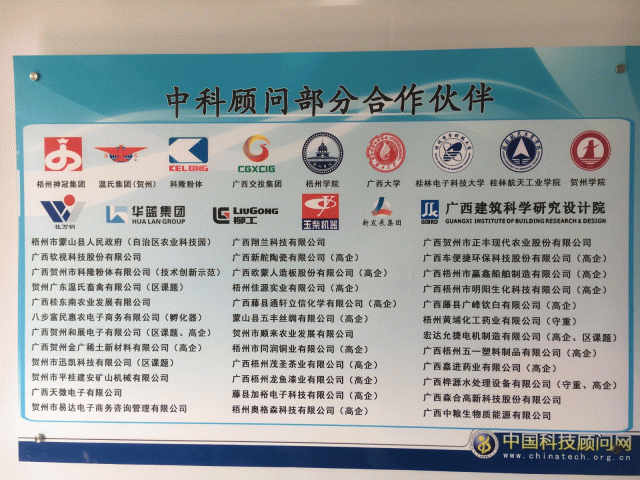 中科顾问部分合作伙伴
KELONG
GXCIG
梧州神冠集团 温氏集团(贺州) 科隆粉体 广西交投集团 梧州学院 广西大学 桂林电子科技大学 桂林航天工业学院 贺州学院
桂万钢
华蓝集团
HUA LAN GROUP
LIUGONG
柳工
玉柴机器
新发展集团
GIBRD
广西建筑科学研究设计院
GUANGXI INSTITUTE OF BUILDING RESEARCH & DESIGN
梧州市蒙山县人民政府(自治区农业科技园)
广西软视科技股份有限公司
广西贺州市科隆粉体有限公司(技术创新示范)
贺州广东温氏畜禽有限公司(区课题)
广西桂东南农业发展有限公司
八步富民惠农电子商务有限公司(孵化器)
广西贺州和展电子有限公司(区课题、高企)
广西贺州金广稀土新材料有限公司(高企)
贺州市迅凯科技有限公司(区课题)
贺州市平桂建安矿山机械有限公司
广西天微电子有限公司
贺州市易达电子商务咨询管理有限公司
广西翔兰科技有限公司
广西新舵陶瓷有限公司(高企)
广西欧蒙人造板股份有限公司(高企)
梧州佳源实业有限公司(高企)
广西藤县通轩立信化学有限公司(高企)
蒙山县五丰丝绸有限公司(高企)
贺州市顺来农业发展有限公司
梧州市同润铜业有限公司(高企)
广西梧州茂圣茶业有限公司(高企)
广西梧州龙鱼漆业有限公司(高企)
藤县加裕电子科技有限公司(高企)
梧州奥格森科技有限公司(高企)
广西贺州市正丰现代农业股份有限公司
广西车便捷环保科技股份有限公司(高企)
广西梧州市赢鑫船舶制造有限公司(高企)
广西梧州市明阳生化科技有限公司(高企)
广西藤县广峰钛白有限公司(高企)
梧州黄埔化工药业有限公司(守重)
宏达允捷电机制造有限公司(高企、区课题)
广西梧州五一塑料制品有限公司(高企)
广西嘉进药业有限公司(高企)
广西桦源水处理设备有限公司(守重、高企)
广西森合高新科技股份有限公司
广西中粮生物质能源有限公司
中国科技顾问网
www.chinatech.org.cn